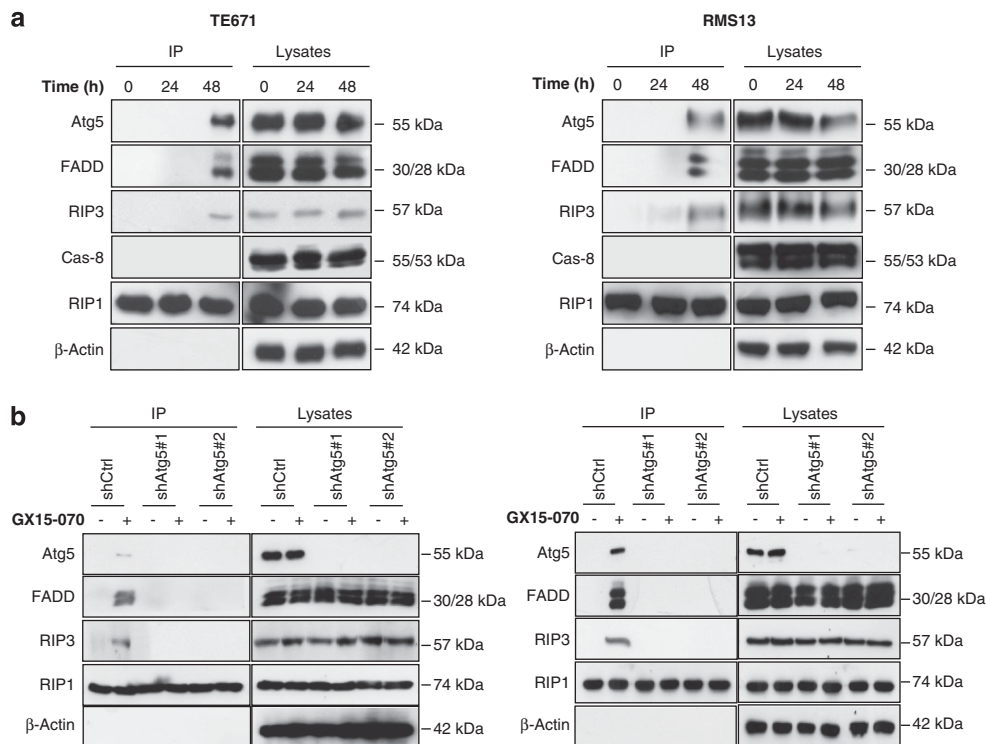 a
TE671
IP Lysates
Time (h) 0 24 48 0 24 48
Atg5 55 kDa
FADD 30/28 kDa
RIP3 57 kDa
Cas-8 55/53 kDa
RIP1 74 kDa
β-Actin 42 kDa
RMS13
IP Lysates
Time (h) 0 24 48 0 24 48
Atg5 55 kDa
FADD 30/28 kDa
RIP3 57 kDa
Cas-8 55/53 kDa
RIP1 74 kDa
β-Actin 42 kDa
b
IP Lysates
shCtrl shAtg5#1 shAtg5#2 shCtrl shAtg5#1 shAtg5#2
GX15-070 - + - + - + - + - + - +
Atg5 55 kDa
FADD 30/28 kDa
RIP3 57 kDa
RIP1 74 kDa
β-Actin 42 kDa
IP Lysates
shCtrl shAtg5#1 shAtg5#2 shCtrl shAtg5#1 shAtg5#2
GX15-070 - + - + - + - + - + - +
Atg5 55 kDa
FADD 30/28 kDa
RIP3 57 kDa
RIP1 74 kDa
β-Actin 42 kDa